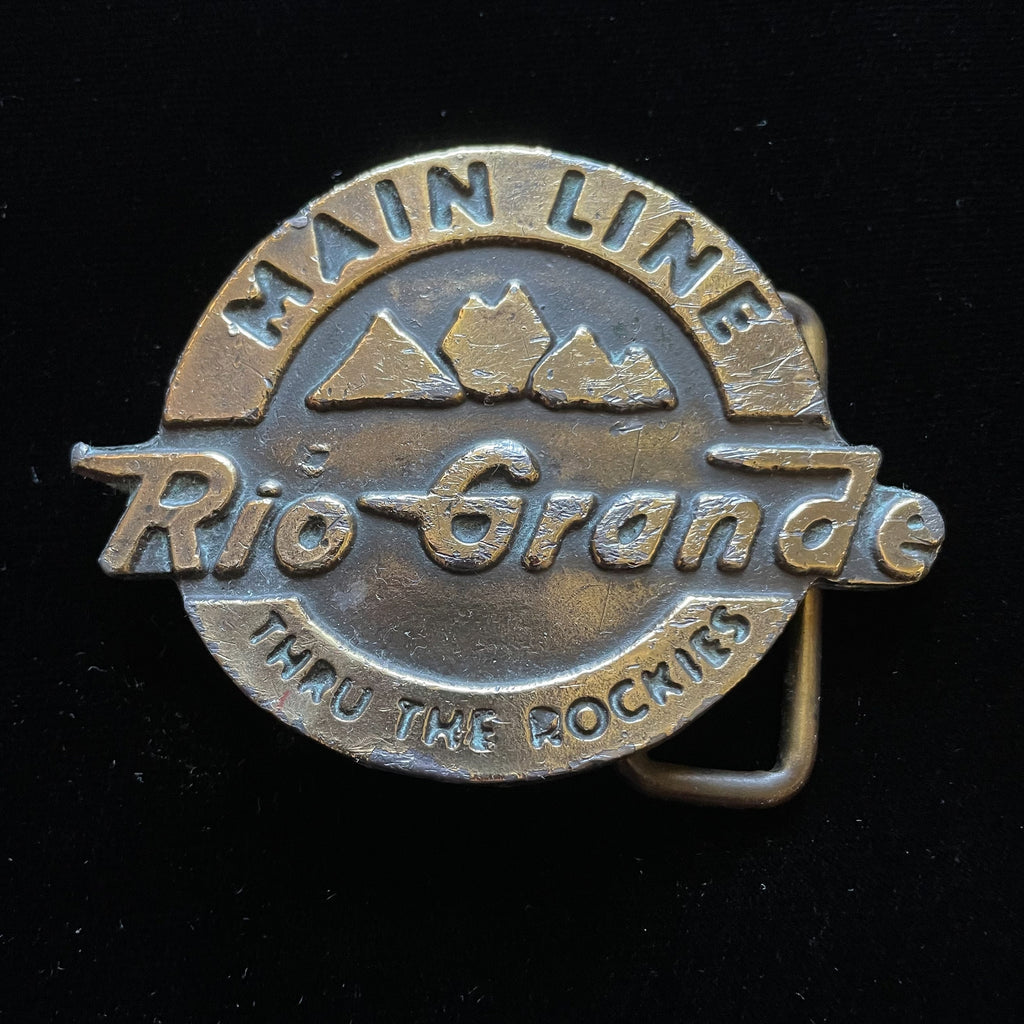 MAIN LINE
Rio Grande
THRU THE ROCKIES